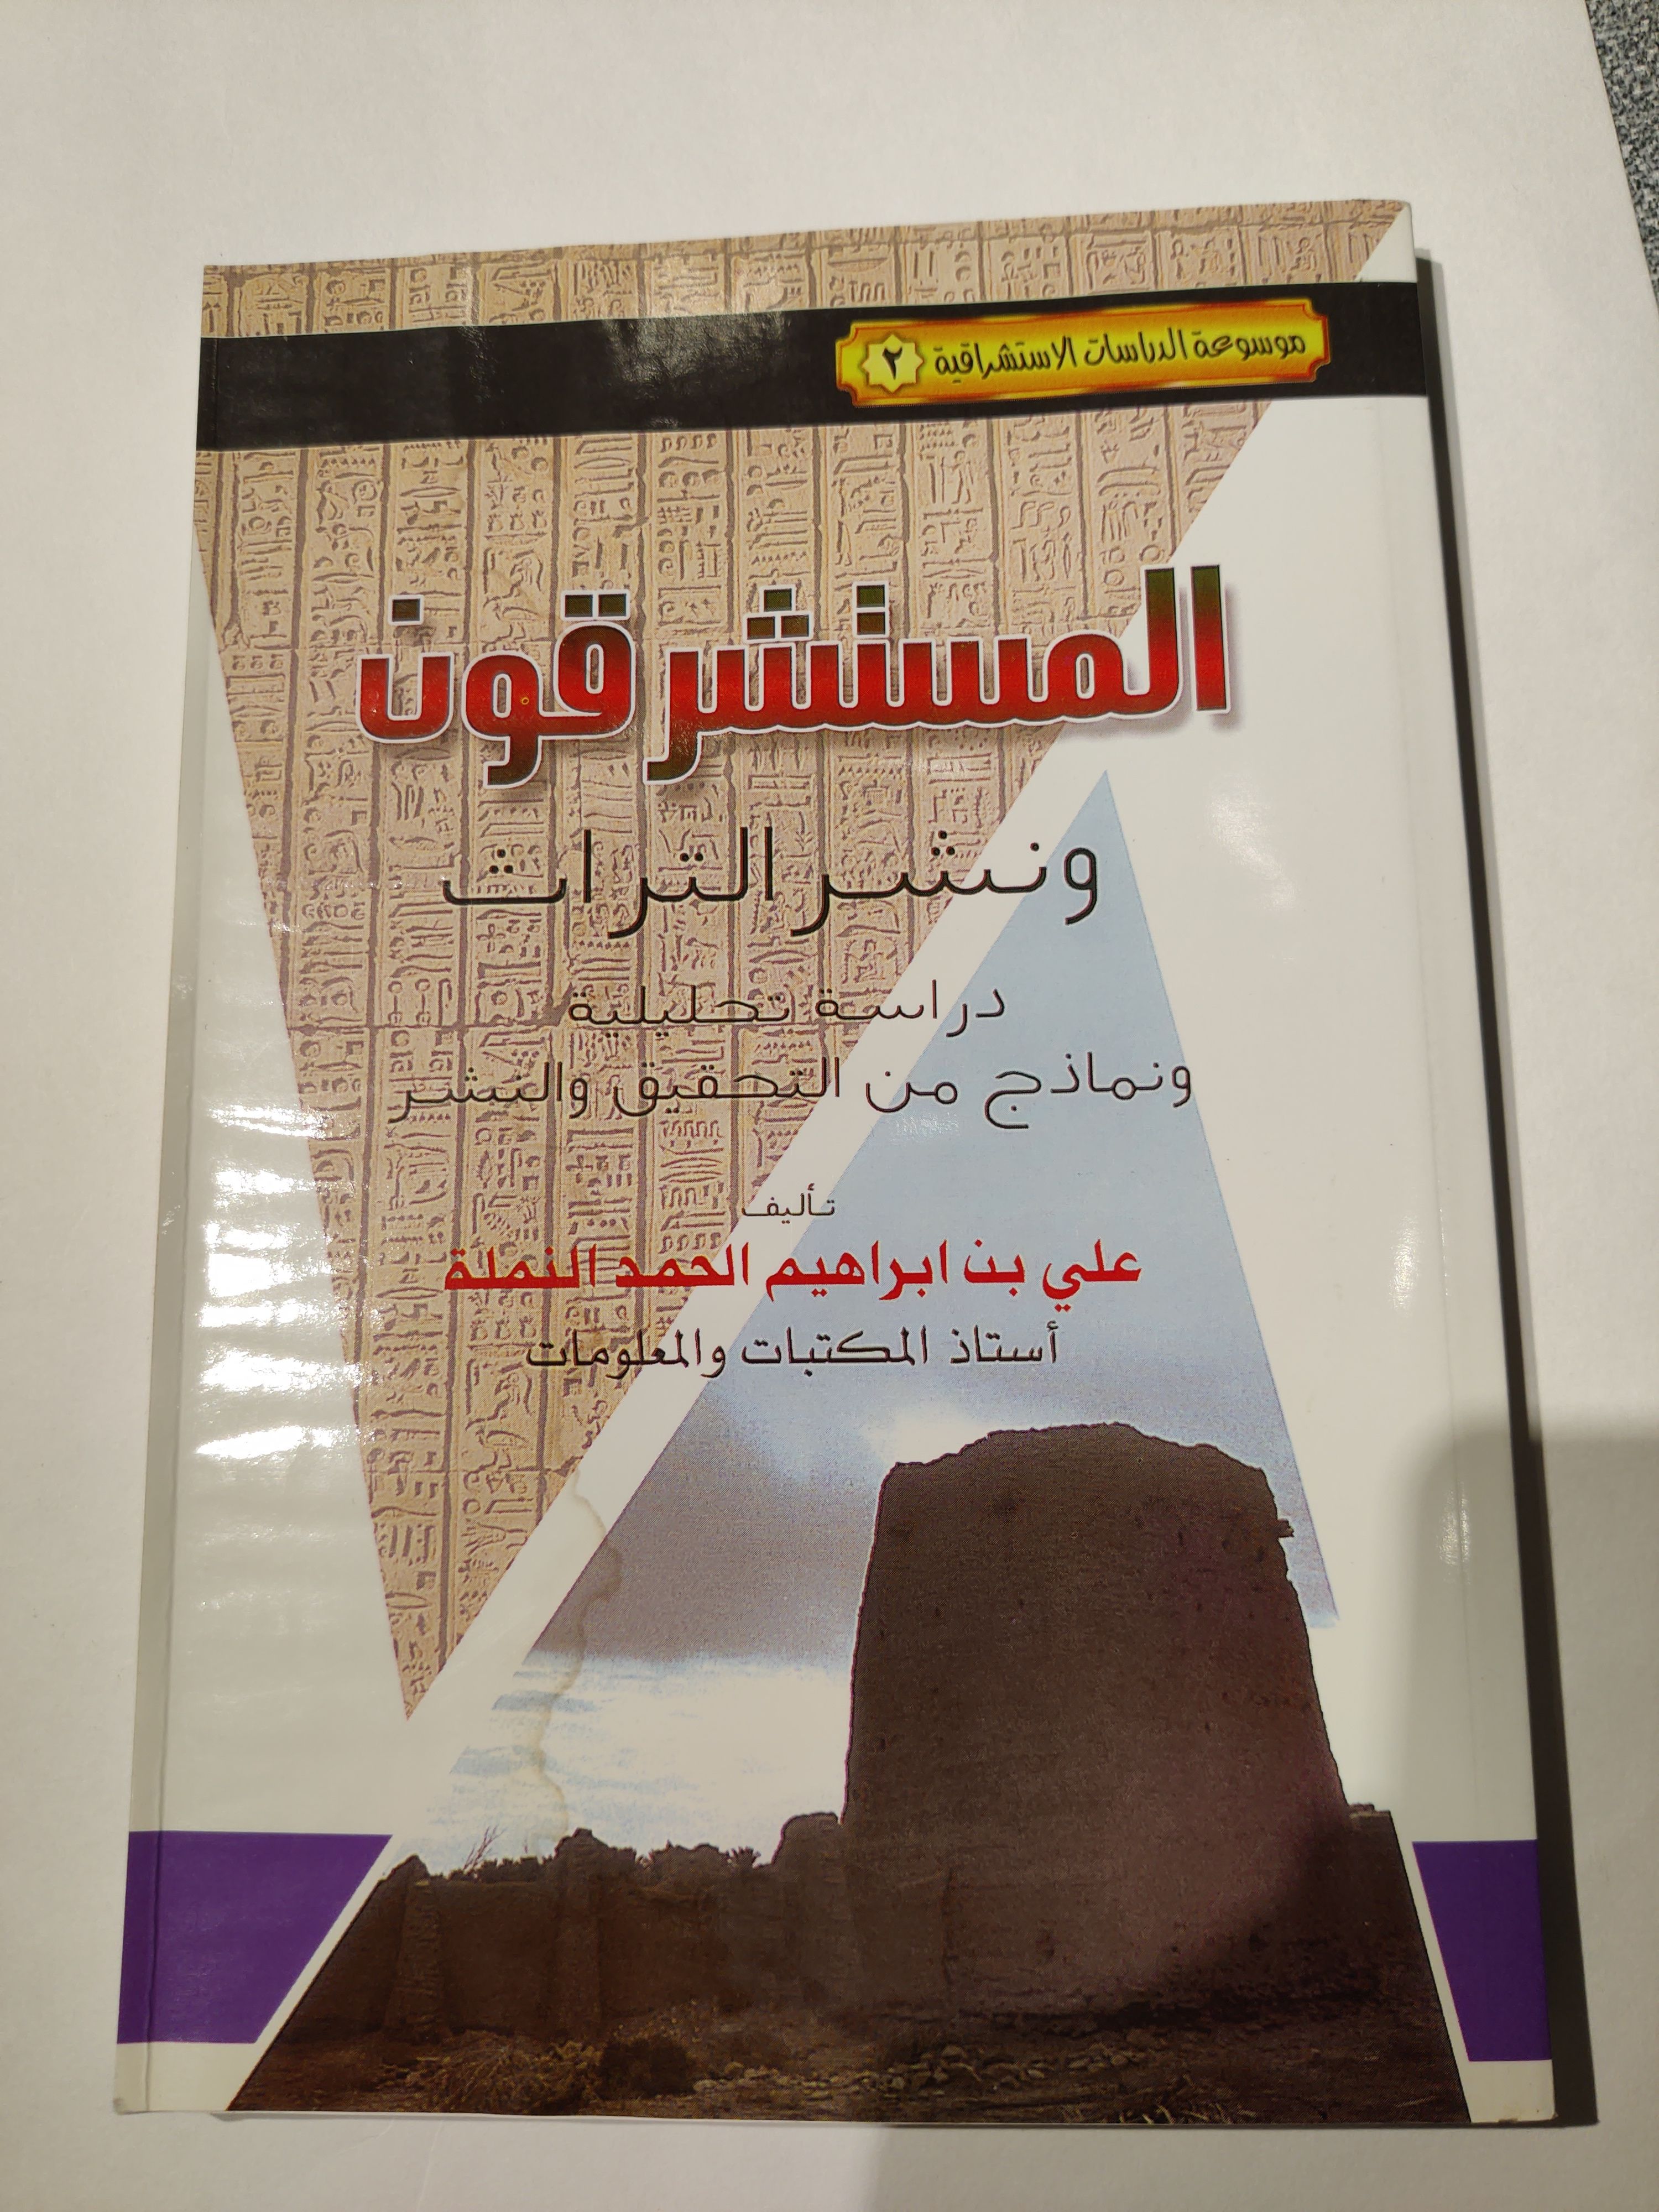 موسوعة الدراسات الاستشراقية ٢
المستشرقون
ونشر التراث
دراسة تحليلية
ونماذج من التحقيق والنشر
تأليف
علي بن ابراهيم الحمد النملة
أستاذ المكتبات والمعلومات